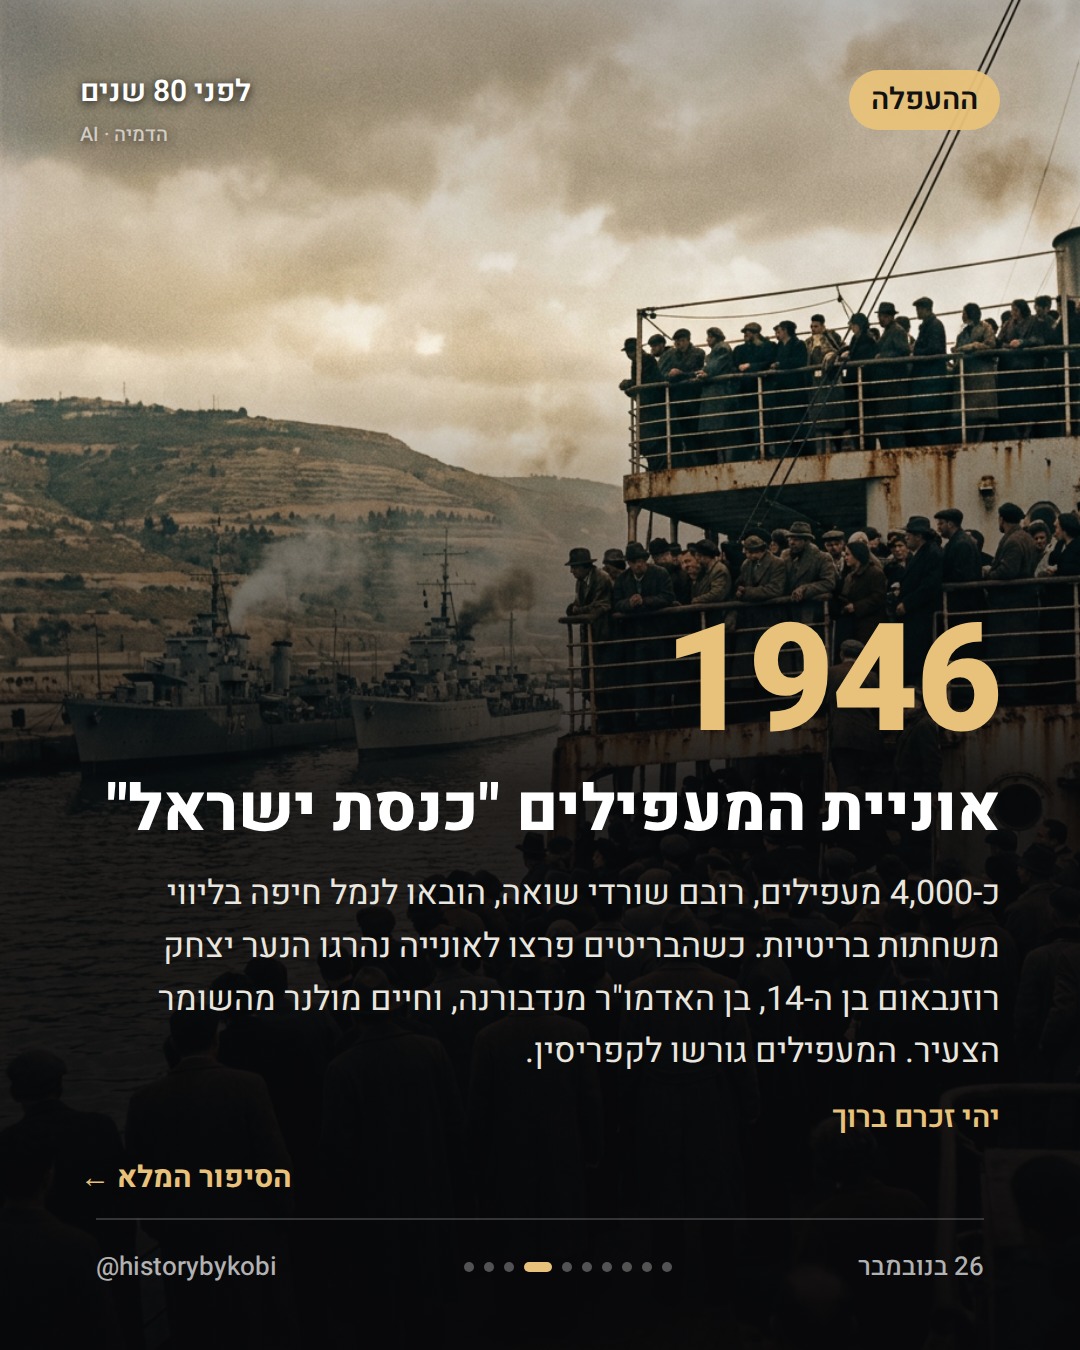 ההעפלה
לפני 80 שנים
הדמיה · AI
1946
אוניית המעפילים "כנסת ישראל"
כ-4,000 מעפילים, רובם שורדי שואה, הובאו לנמל חיפה בליווי
משחתות בריטיות. כשהבריטים פרצו לאונייה נהרגו הנער יצחק
רוזנבאום בן ה-14, בן האדמו"ר מנדבורנה, וחיים מולנר מהשומר
הצעיר. המעפילים גורשו לקפריסין.
יהי זכרם ברוך
הסיפור המלא ←
26 בנובמבר
@historybykobi